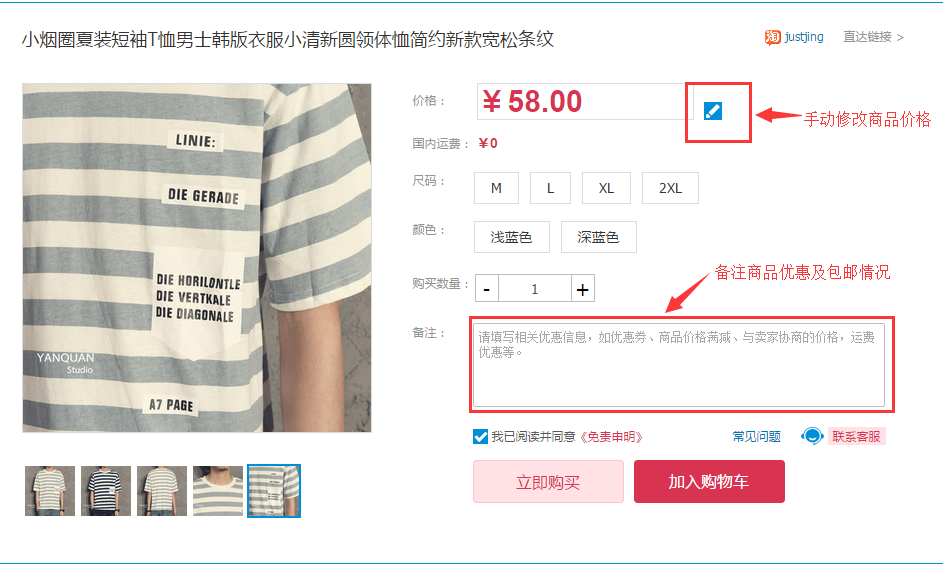 小烟圈夏装短袖T恤男士韩版衣服小清新圆领体恤简约新款宽松条纹
淘 justjing
直达链接 >
价格：
¥ 58.00
手动修改商品价格
国内运费： ¥0
尺码：
M L XL 2XL
颜色：
浅蓝色 深蓝色
备注商品优惠及包邮情况
购买数量：
- 1 +
备注：
请填写相关优惠信息，如优惠券、商品价格满减、与卖家协商的价格，运费
优惠等。
我已阅读并同意《免责申明》
常见问题
联系客服
立即购买
加入购物车
LINIE:
DIE GERADE
DIE HORILONTLE
DIE VERTKALE
DIE DIAGONALE
YANQUAN
Studio
A7 PAGE